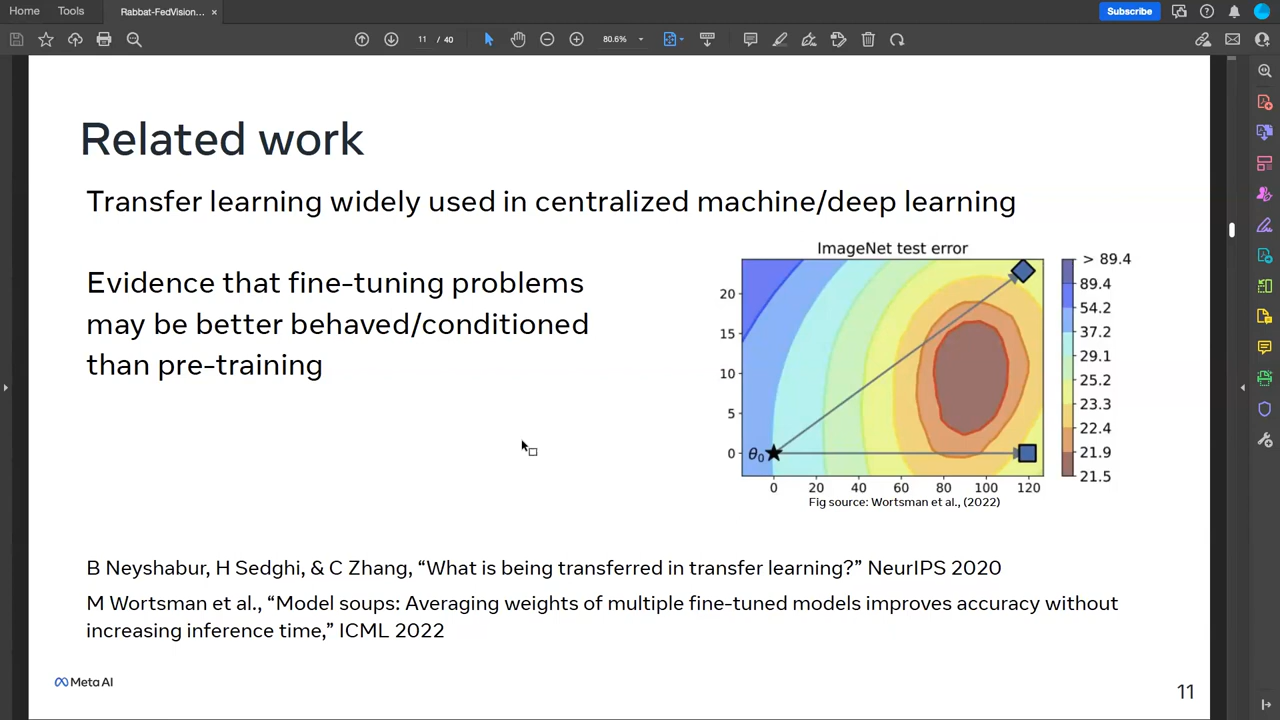 Home
Tools
Rabbat-FedVision...
×
Subscribe
11 / 40
80.6%
Related work
Transfer learning widely used in centralized machine/deep learning
Evidence that fine-tuning problems
may be better behaved/conditioned
than pre-training
ImageNet test error
20
15
10
5
0
θ0
0 20 40 60 80 100 120
> 89.4
89.4
54.2
37.2
29.1
25.2
23.3
22.4
21.9
21.5
Fig source: Wortsman et al., (2022)
B Neyshabur, H Sedghi, & C Zhang, “What is being transferred in transfer learning?” NeurIPS 2020
M Wortsman et al., “Model soups: Averaging weights of multiple fine-tuned models improves accuracy without
increasing inference time,” ICML 2022
Meta AI
11